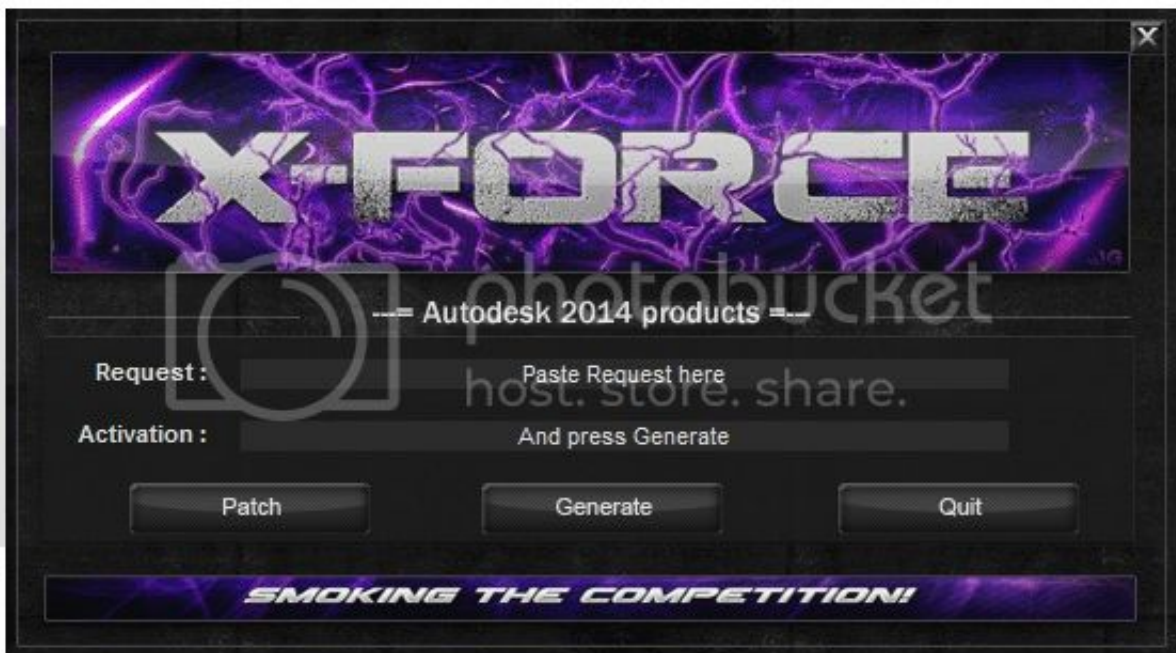 X
X-FORCE
JG
photobucket
---= Autodesk 2014 products =---
Request :
Paste Request here
host. store. share.
Activation :
And press Generate
Patch
Generate
Quit
SMOKING THE COMPETITION!